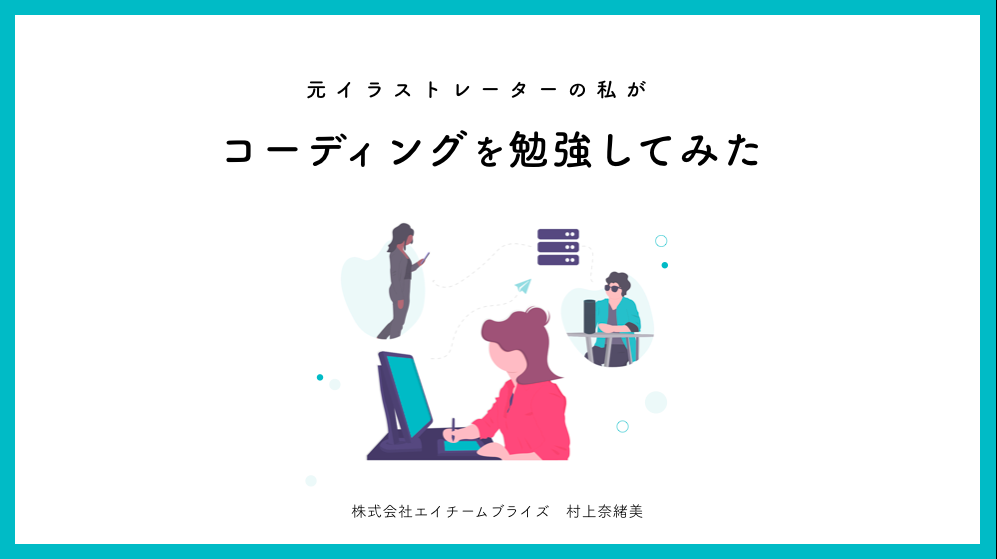 元イラストレーターの私が
コーディングを勉強してみた
株式会社エイチームブライズ　村上奈緒美